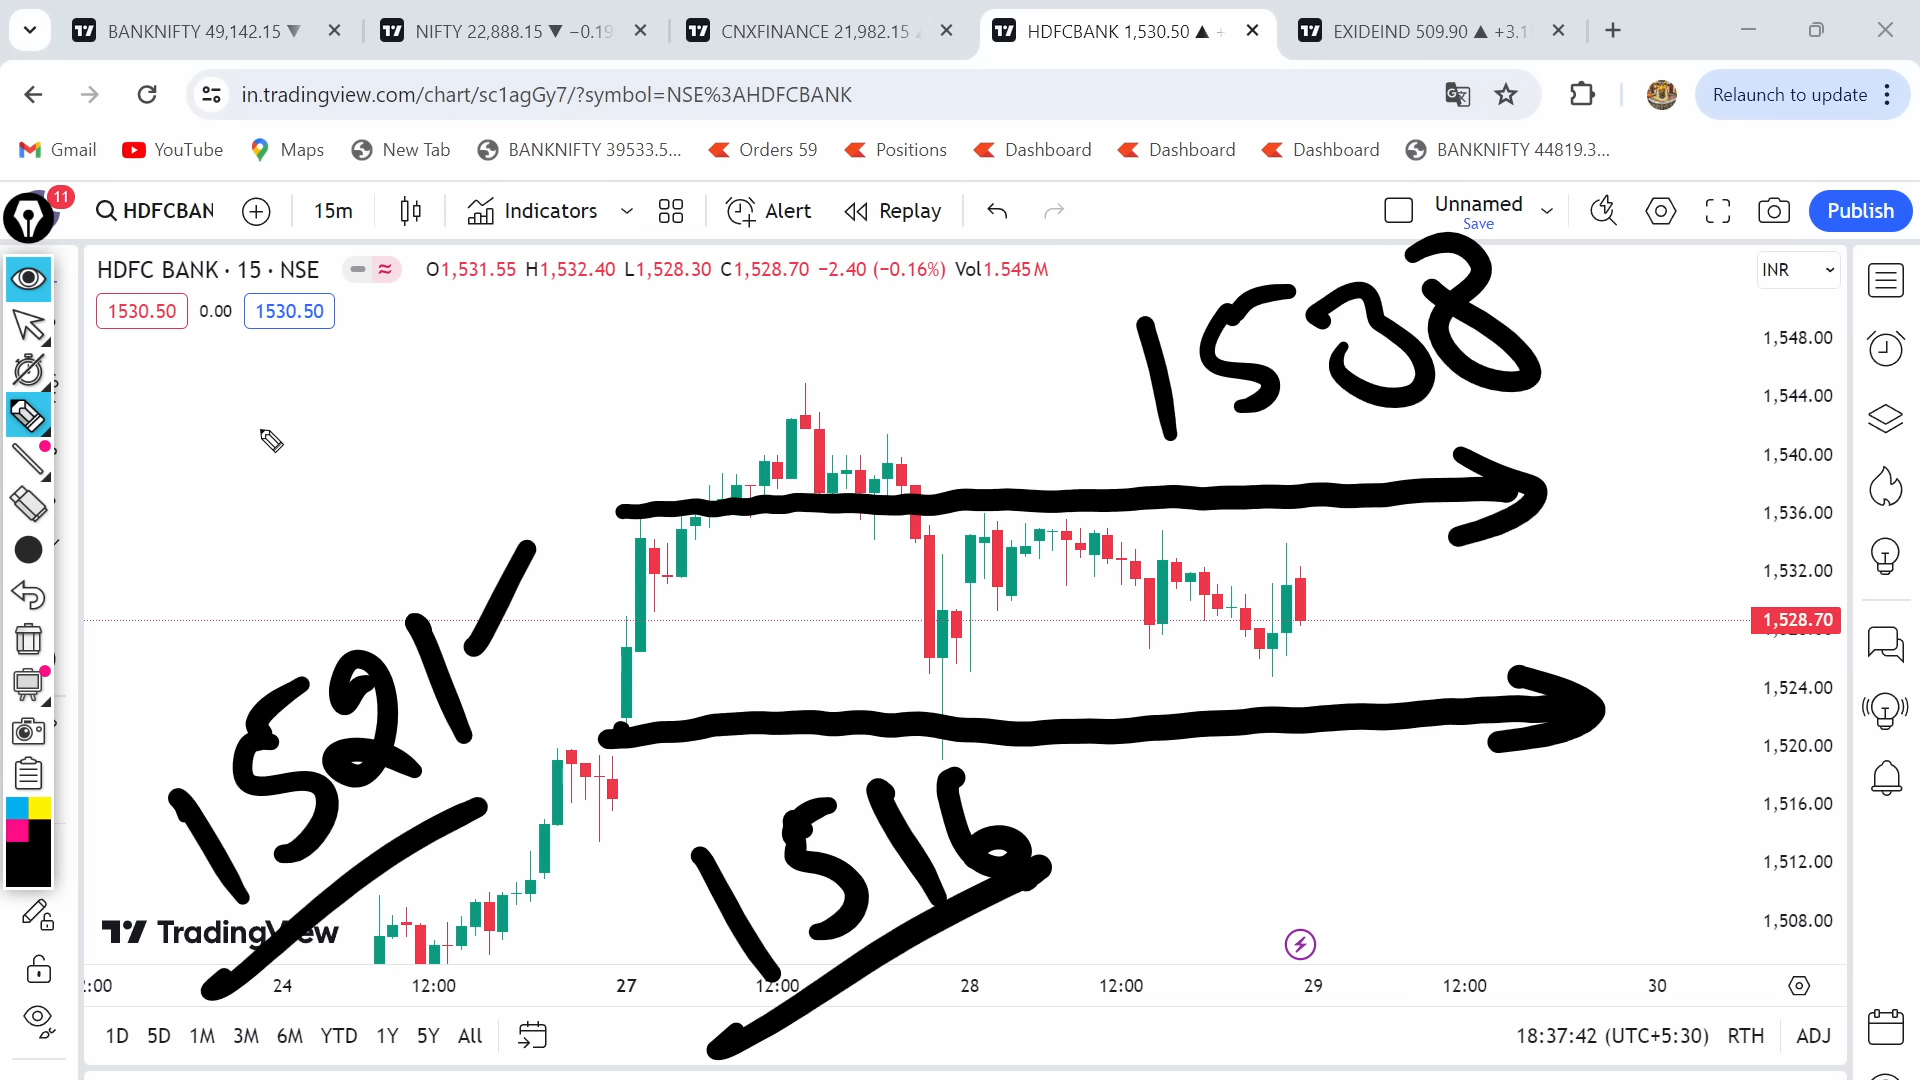 BANKNIFTY 49,142.15 ▼
NIFTY 22,888.15 ▼ −0.19
CNXFINANCE 21,982.15
HDFCBANK 1,530.50 ▲ +
EXIDEIND 509.90 ▲ +3.1
in.tradingview.com/chart/sc1agGy7/?symbol=NSE%3AHDFCBANK
Relaunch to update
Gmail YouTube Maps New Tab BANKNIFTY 39533.5... Orders 59 Positions Dashboard Dashboard Dashboard BANKNIFTY 44819.3...
11
HDFCBAN 15m Indicators Alert Replay Unnamed Publish
Save
HDFC BANK · 15 · NSE O1,531.55 H1,532.40 L1,528.30 C1,528.70 −2.40 (−0.16%) Vol1.545M
INR
1530.50 0.00 1530.50
1538
1521
1516
1,548.00
1,544.00
1,540.00
1,536.00
1,532.00
1,528.70
1,524.00
1,520.00
1,516.00
1,512.00
1,508.00
TradingView
:00 24 12:00 27 12:00 28 12:00 29 12:00 30
1D 5D 1M 3M 6M YTD 1Y 5Y All 18:37:42 (UTC+5:30) RTH ADJ